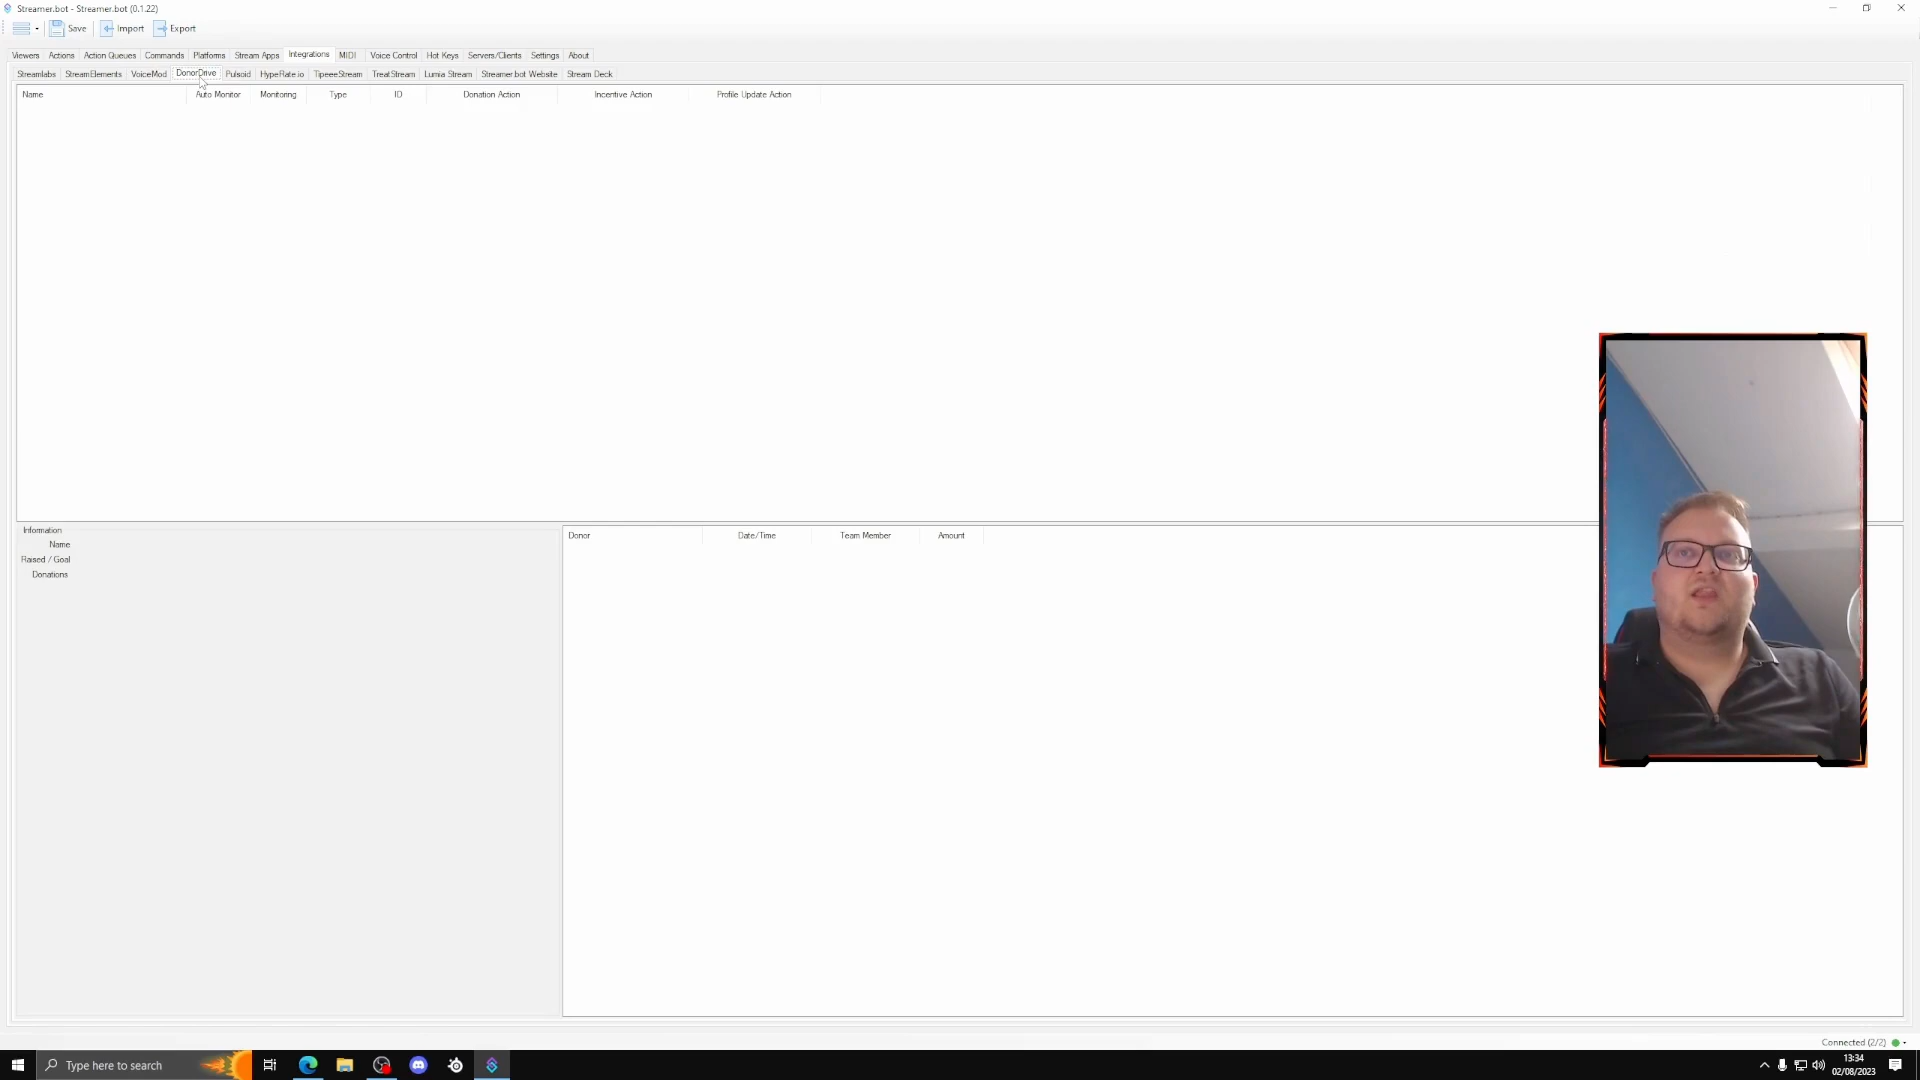 Streamer.bot - Streamer.bot (0.1.22)
Save Import Export
Viewers Actions Action Queues Commands Platforms Stream Apps Integrations MIDI Voice Control Hot Keys Servers/Clients Settings About
Streamlabs StreamElements VoiceMod DonorDrive Pulsoid HypeRate.io TipeeeStream TreatStream Lumia Stream Streamer.bot Website Stream Deck
Name Auto Monitor Monitoring Type ID Donation Action Incentive Action Profile Update Action
Information
Name
Raised / Goal
Donations
Donor Date/Time Team Member Amount
Connected (2/2)
Type here to search
13:34
02/08/2023